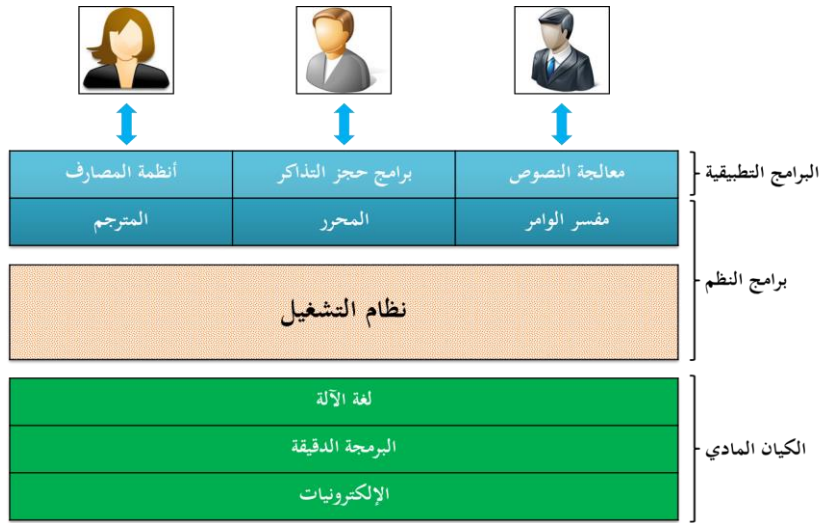 البرامج التطبيقية
معالجة النصوص
برامج حجز التذاكر
أنظمة المصارف
مفسر الوامر
المحرر
المترجم
برامج النظم
نظام التشغيل
لغة الآلة
الكيان المادي
البرمجة الدقيقة
الإلكترونيات